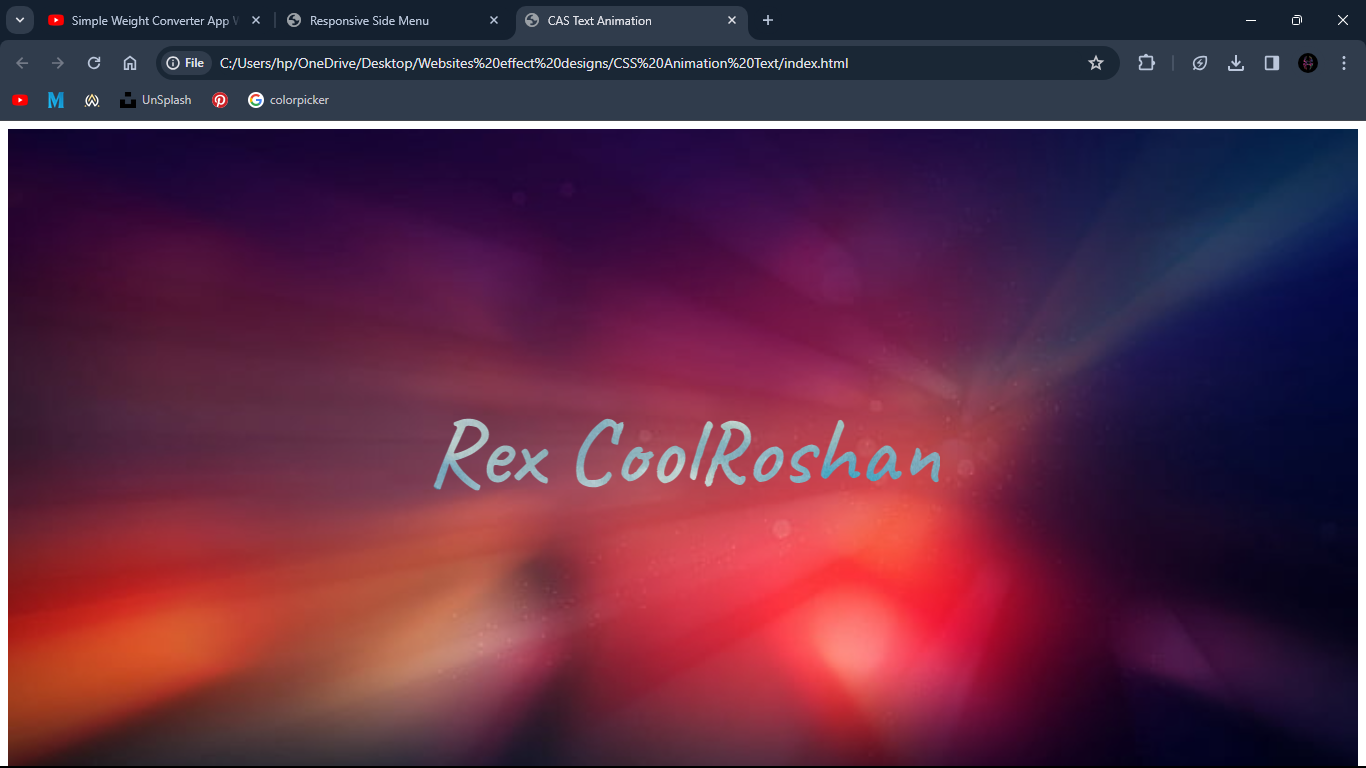 Simple Weight Converter App
Responsive Side Menu
CAS Text Animation
File
C:/Users/hp/OneDrive/Desktop/Websites%20effect%20designs/CSS%20Animation%20Text/index.html
UnSplash
colorpicker
Rex CoolRoshan